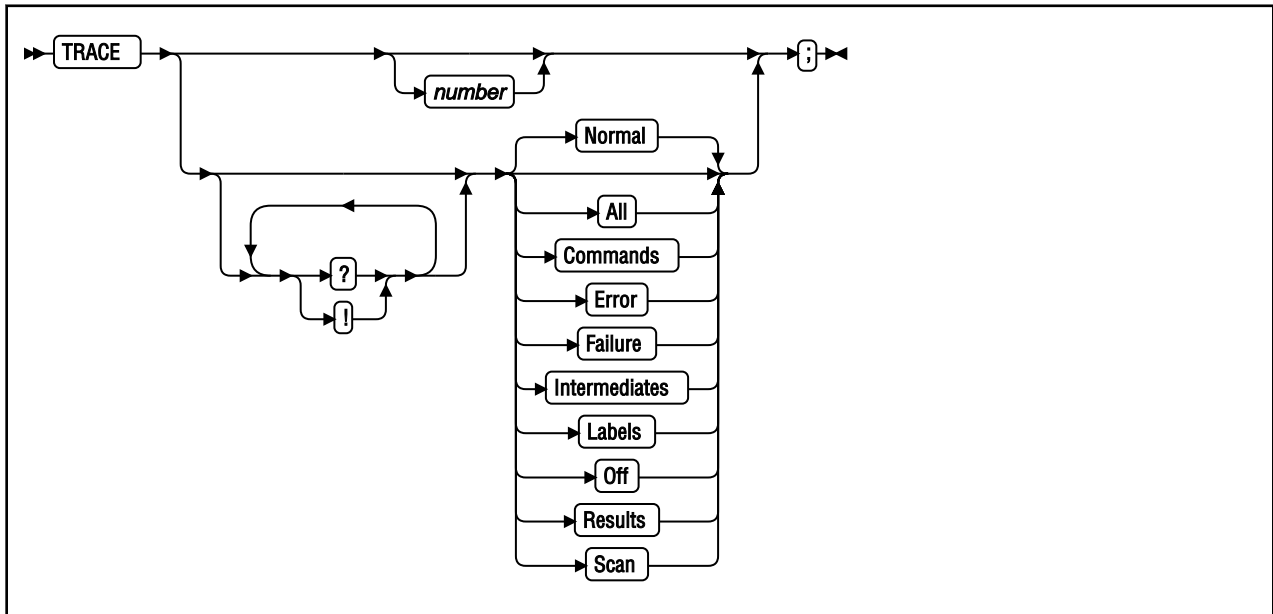 TRACE
;
number
Normal
All
Commands
?
Error
!
Failure
Intermediates
Labels
Off
Results
Scan